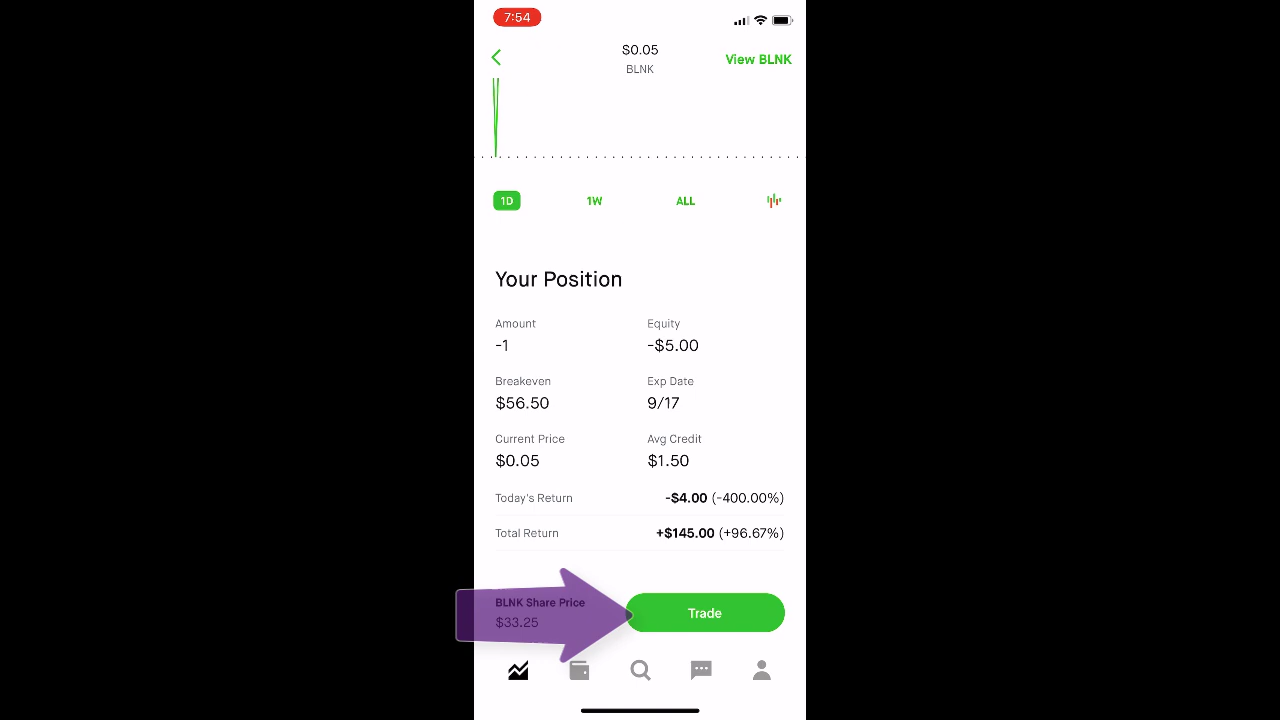 7:54
$0.05
BLNK
View BLNK
1D 1W ALL
Your Position
Amount Equity
-1 -$5.00
Breakeven Exp Date
$56.50 9/17
Current Price Avg Credit
$0.05 $1.50
Today's Return -$4.00 (-400.00%)
Total Return +$145.00 (+96.67%)
BLNK Share Price
$33.25
Trade